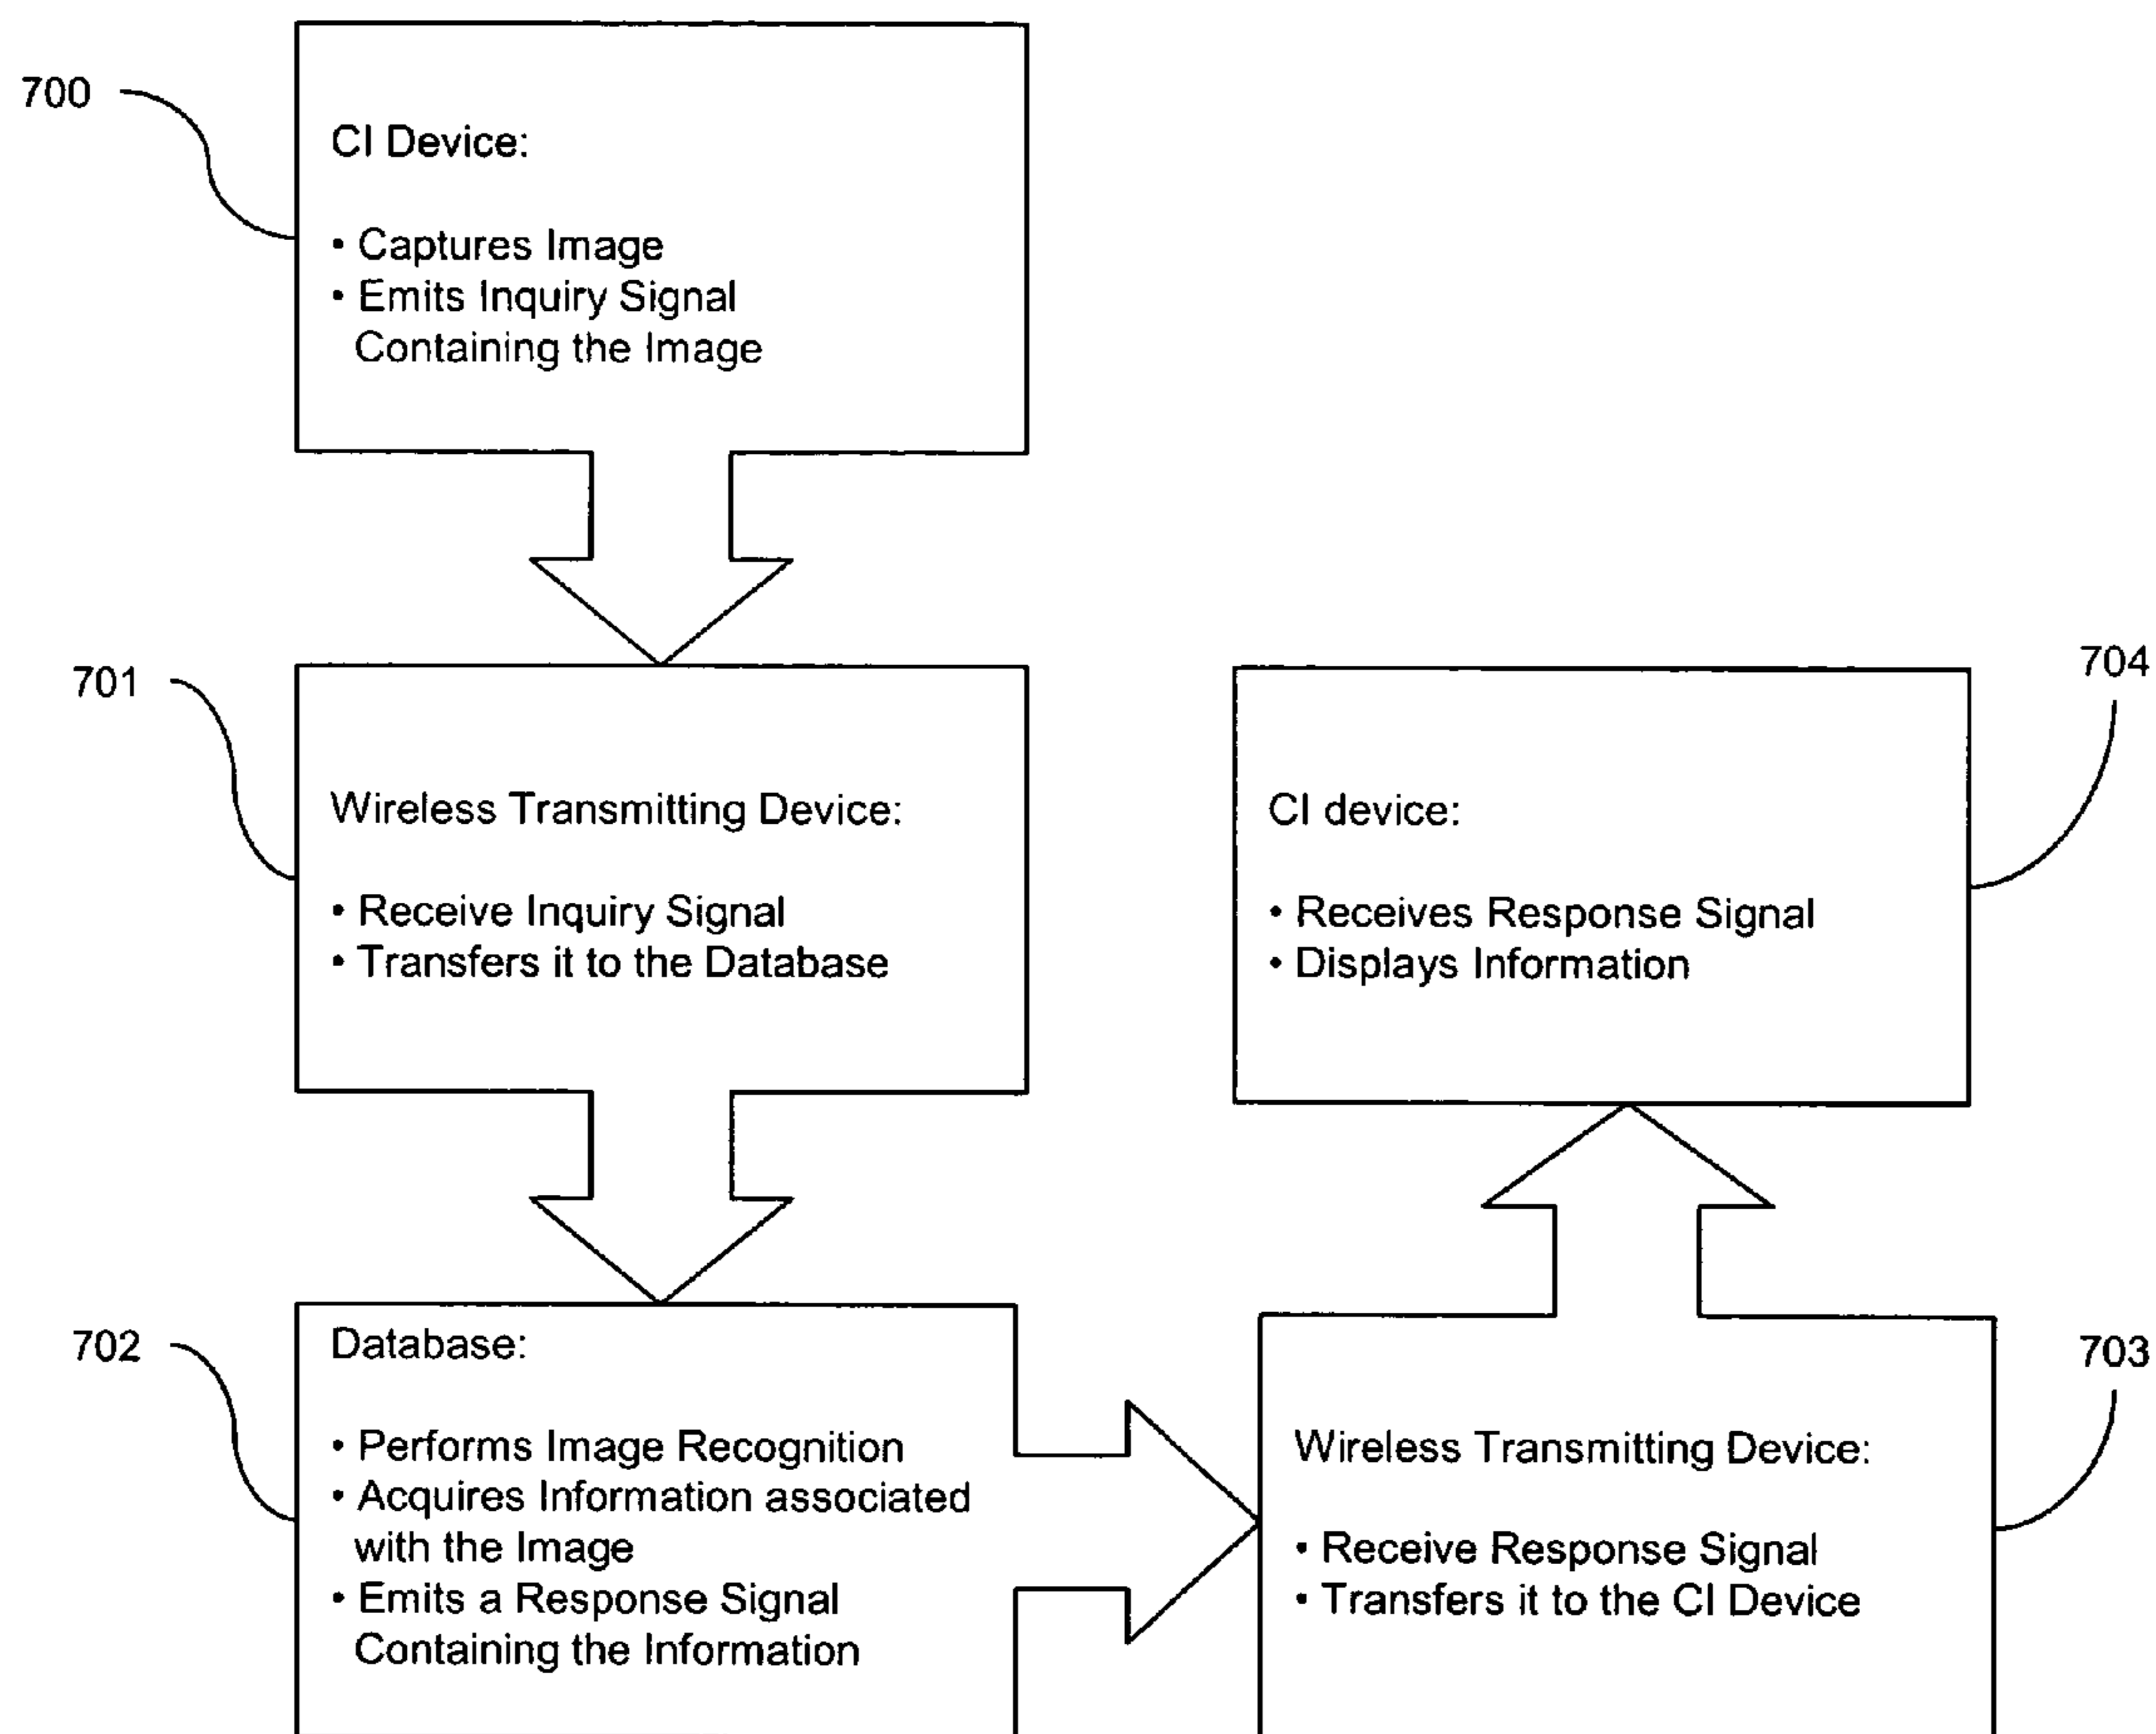 700
CI Device:
• Captures Image
• Emits Inquiry Signal
Containing the Image
701
Wireless Transmitting Device:
• Receive Inquiry Signal
• Transfers it to the Database
704
CI device:
• Receives Response Signal
• Displays Information
702
Database:
• Performs Image Recognition
• Acquires Information associated
with the Image
• Emits a Response Signal
Containing the Information
703
Wireless Transmitting Device:
• Receive Response Signal
• Transfers it to the CI Device